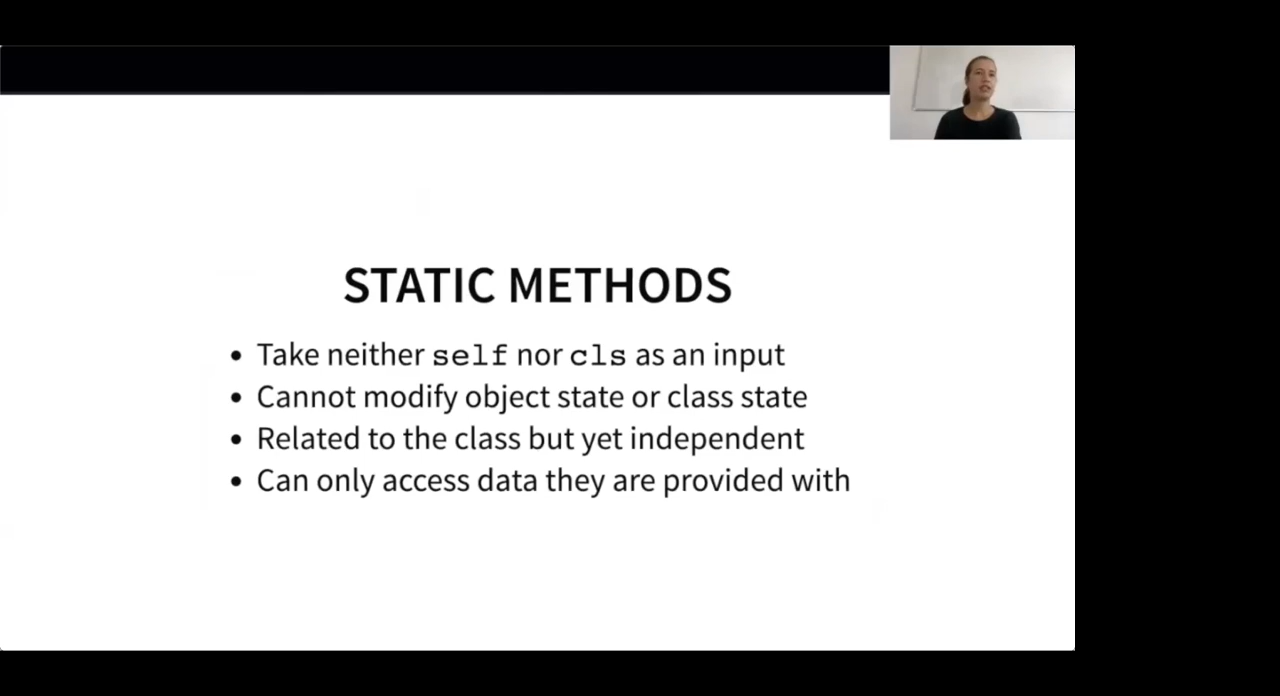 STATIC METHODS
• Take neither self nor cls as an input
• Cannot modify object state or class state
• Related to the class but yet independent
• Can only access data they are provided with